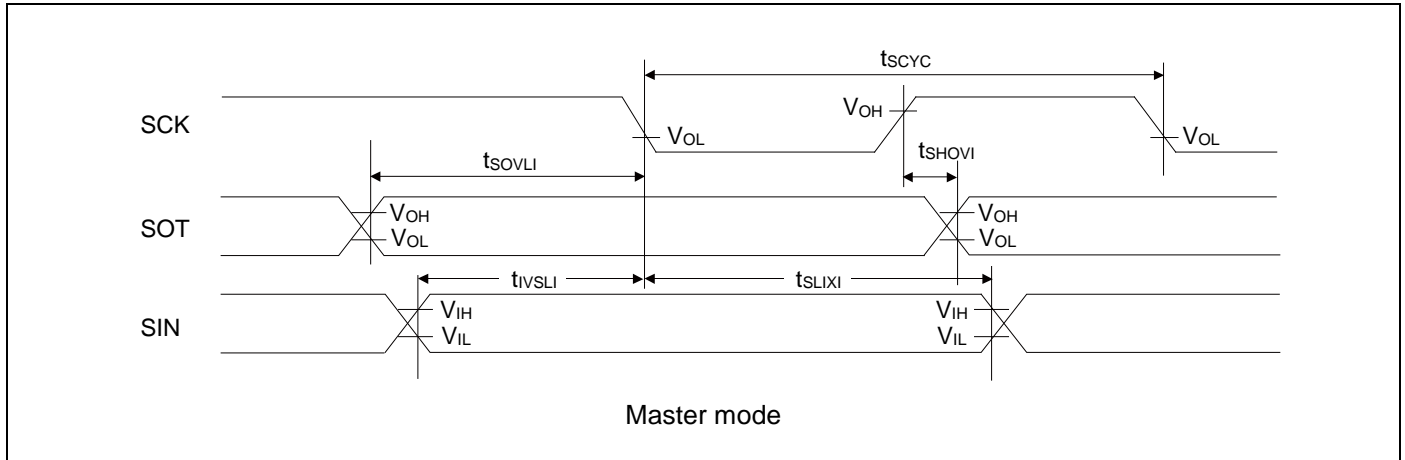 tSCYC
SCK
VOH
VOL
VOL
tSHOVI
tSOVLI
SOT
VOH
VOL
VOH
VOL
tIVSLI
tSLIXI
SIN
VIH
VIL
VIH
VIL
Master mode